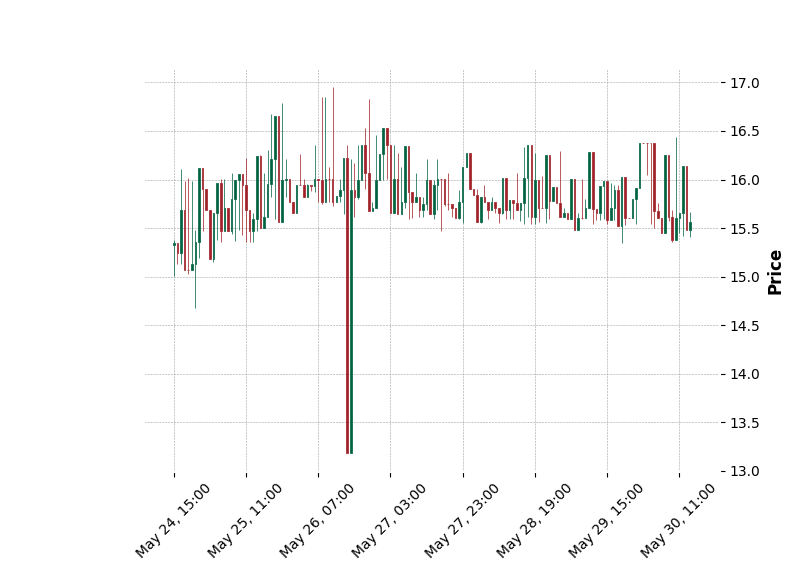 17.0
16.5
16.0
15.5
15.0
14.5
14.0
13.5
13.0
Price
May 24, 15:00
May 25, 11:00
May 26, 07:00
May 27, 03:00
May 27, 23:00
May 28, 19:00
May 29, 15:00
May 30, 11:00